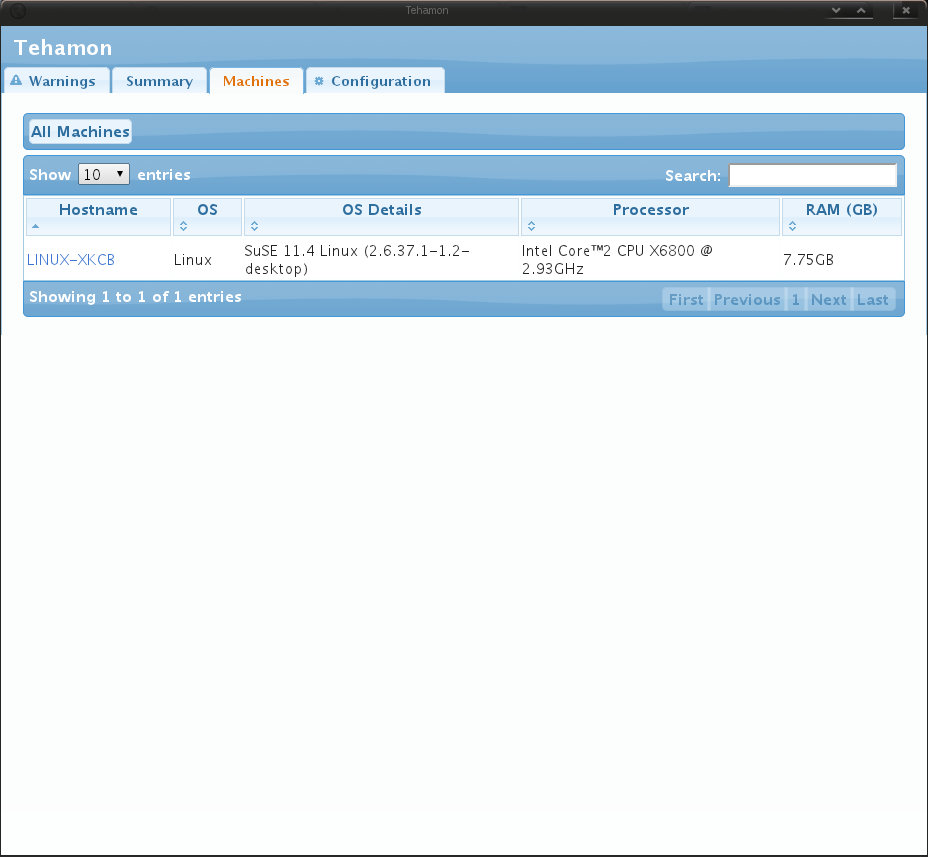 Tehamon
Tehamon
Warnings Summary Machines Configuration
All Machines
Show 10 entries Search:
Hostname OS OS Details Processor RAM (GB)
LINUX-XKCB Linux SuSE 11.4 Linux (2.6.37.1-1.2- Intel Core™2 CPU X6800 @ 7.75GB
desktop) 2.93GHz
Showing 1 to 1 of 1 entries First Previous 1 Next Last